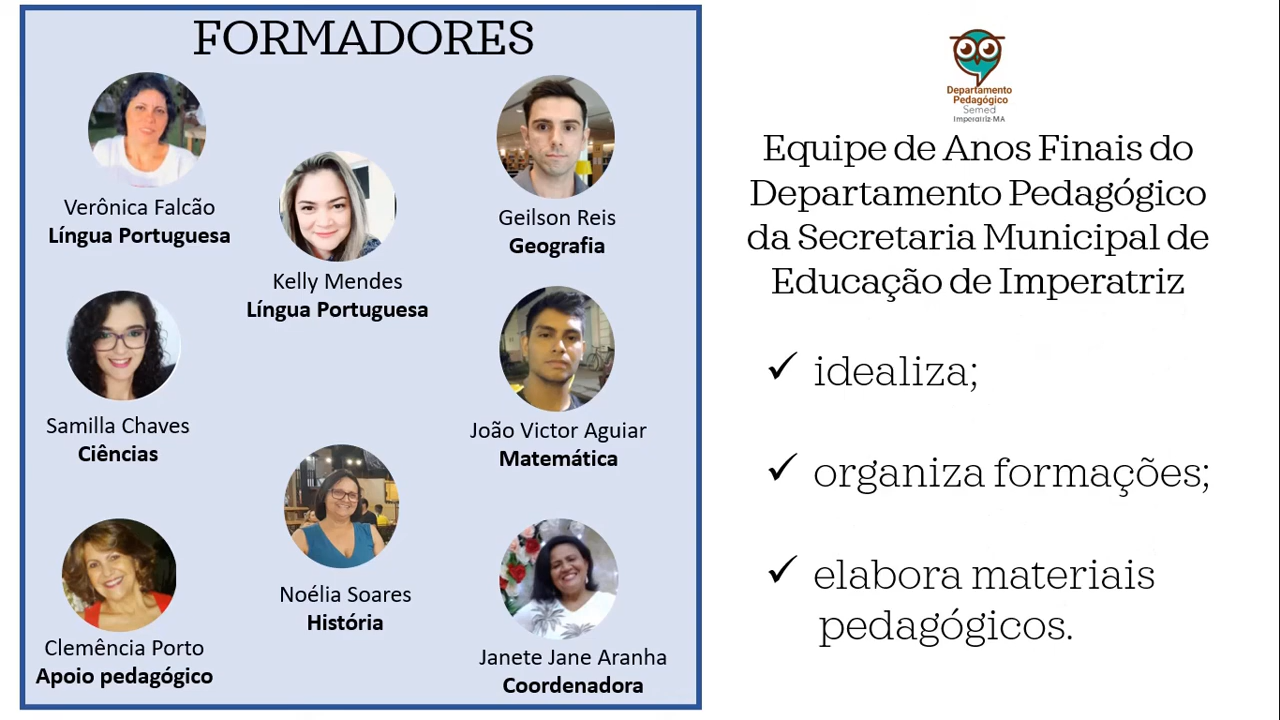 FORMADORES
Verônica Falcão
Língua Portuguesa
Kelly Mendes
Língua Portuguesa
Geilson Reis
Geografia
Samilla Chaves
Ciências
João Victor Aguiar
Matemática
Clemência Porto
Apoio pedagógico
Noélia Soares
História
Janete Jane Aranha
Coordenadora
Departamento
Pedagógico
Semed
Imperatriz-MA
Equipe de Anos Finais do
Departamento Pedagógico
da Secretaria Municipal de
Educação de Imperatriz
✓ idealiza;
✓ organiza formações;
✓ elabora materiais
pedagógicos.